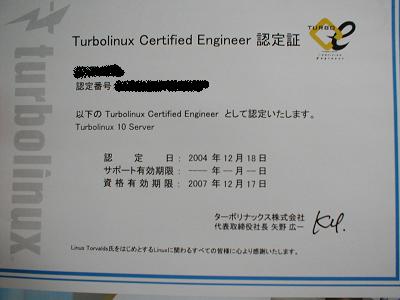 turbolinux
Turbolinux Certified Engineer 認定証
TURBO
e
Certified
Engineer
認定番号
以下の Turbolinux Certified Engineer として認定いたします。
Turbolinux 10 Server
認定日： 2004 年 12 月 18 日
サポート有効期限： ―― 年 ―月 ―日
資格有効期限： 2007 年 12 月 17 日
ターボリナックス株式会社
代表取締役社長 矢野 広一
Linus Torvalds氏をはじめとするLinuxに関わるすべての皆様に心より感謝いたします。